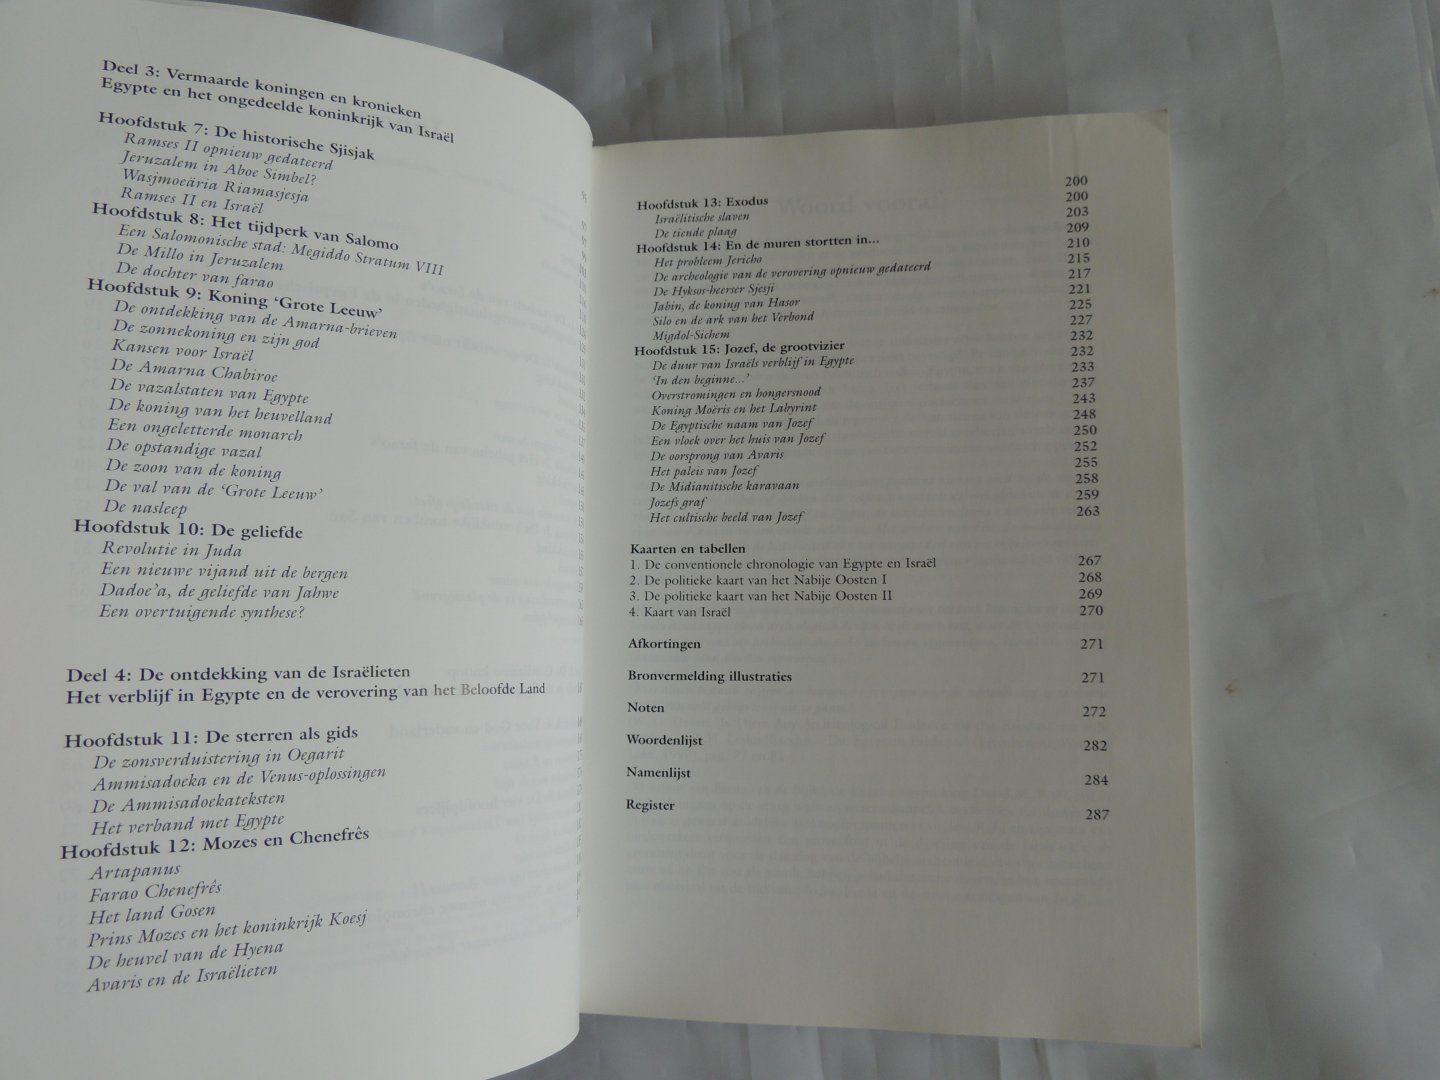 Deel 3: Vermaarde koningen en kronieken
Egypte en het ongedeelde koninkrijk van Israël
Hoofdstuk 7: De historische Sjisjak
Ramses II opnieuw gedateerd
Jeruzalem in Aboe Simbel?
Wasjmoeäria Riamasjesja
Ramses II en Israël
Hoofdstuk 8: Het tijdperk van Salomo
Een Salomonische stad: Megiddo Stratum VIII
De Millo in Jeruzalem
De dochter van farao
Hoofdstuk 9: Koning ‘Grote Leeuw’
De ontdekking van de Amarna-brieven
De zonnekoning en zijn god
Kansen voor Israël
De Amarna Chabiroe
De vazalstaten van Egypte
De koning van het heuvelland
Een ongeletterde monarch
De opstandige vazal
De zoon van de koning
De val van de ‘Grote Leeuw’
De nasleep
Hoofdstuk 10: De geliefde
Revolutie in Juda
Een nieuwe vijand uit de bergen
Dadoe’a, de geliefde van Jahwe
Een overtuigende synthese?
Deel 4: De ontdekking van de Israëlieten
Het verblijf in Egypte en de verovering van het Beloofde Land
Hoofdstuk 11: De sterren als gids
De zonsverduistering in Oegarit
Ammisadoeka en de Venus-oplossingen
De Ammisadoekateksten
Het verband met Egypte
Hoofdstuk 12: Mozes en Chenefrês
Artapanus
Farao Chenefrês
Het land Gosen
Prins Mozes en het koninkrijk Koesj
De heuvel van de Hyena
Avaris en de Israëlieten
Hoofdstuk 13: Exodus 200
Israëlitische slaven 200
De tiende plaag 203
Hoofdstuk 14: En de muren stortten in... 209
Het probleem Jericho 210
De archeologie van de verovering opnieuw gedateerd 215
De Hyksos-heerser Sjesji 217
Jabin, de koning van Hasor 221
Silo en de ark van het Verbond 225
Migdol-Sichem 227
Hoofdstuk 15: Jozef, de grootvizier 232
De duur van Israëls verblijf in Egypte 232
‘In den beginne...’ 233
Overstromingen en hongersnood 237
Koning Moëris en het Labyrint 243
De Egyptische naam van Jozef 248
Een vloek over het huis van Jozef 250
De oorsprong van Avaris 252
Het paleis van Jozef 255
De Midianitische karavaan 258
Jozefs graf 259
Het cultische beeld van Jozef 263
Kaarten en tabellen
1. De conventionele chronologie van Egypte en Israël 267
2. De politieke kaart van het Nabije Oosten I 268
3. De politieke kaart van het Nabije Oosten II 269
4. Kaart van Israël 270
Afkortingen 271
Bronvermelding illustraties 271
Noten 272
Woordenlijst 282
Namenlijst 284
Register 287